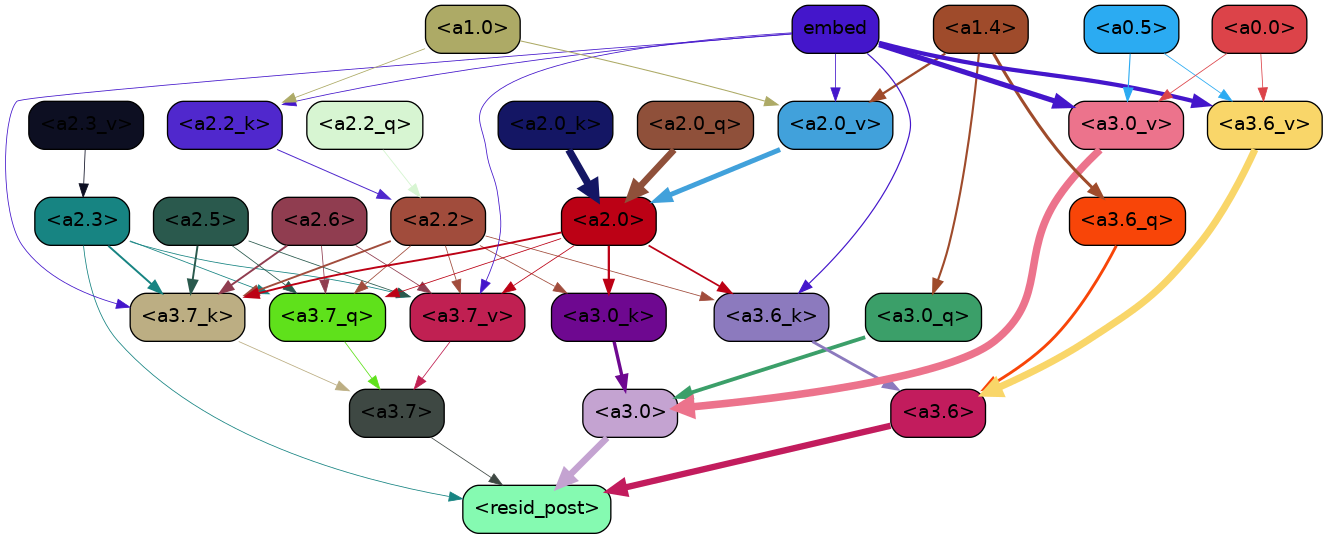 <a1.0>
embed
<a1.4>
<a0.5>
<a0.0>
<a2.3_v>
<a2.2_k>
<a2.2_q>
<a2.0_k>
<a2.0_q>
<a2.0_v>
<a3.0_v>
<a3.6_v>
<a2.3>
<a2.5>
<a2.6>
<a2.2>
<a2.0>
<a3.6_q>
<a3.7_k>
<a3.7_q>
<a3.7_v>
<a3.0_k>
<a3.6_k>
<a3.0_q>
<a3.7>
<a3.0>
<a3.6>
<resid_post>